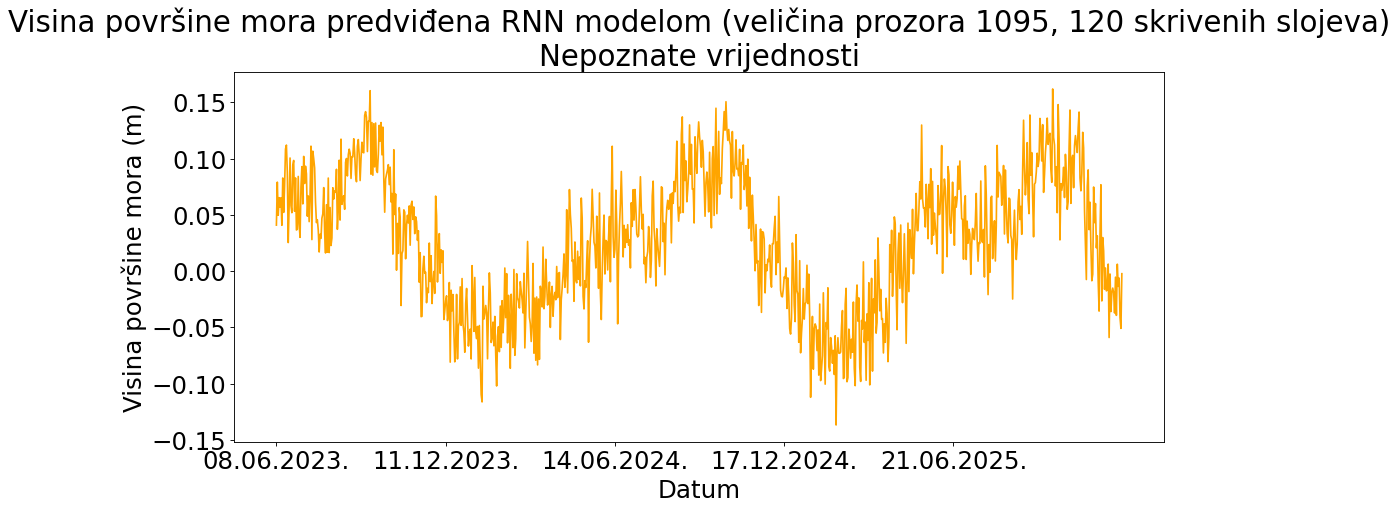 Visina površine mora predviđena RNN modelom (veličina prozora 1095, 120 skrivenih slojeva)
Nepoznate vrijednosti
Visina površine mora (m)
0.15
0.10
0.05
0.00
−0.05
−0.10
−0.15
08.06.2023. 11.12.2023. 14.06.2024. 17.12.2024. 21.06.2025.
Datum